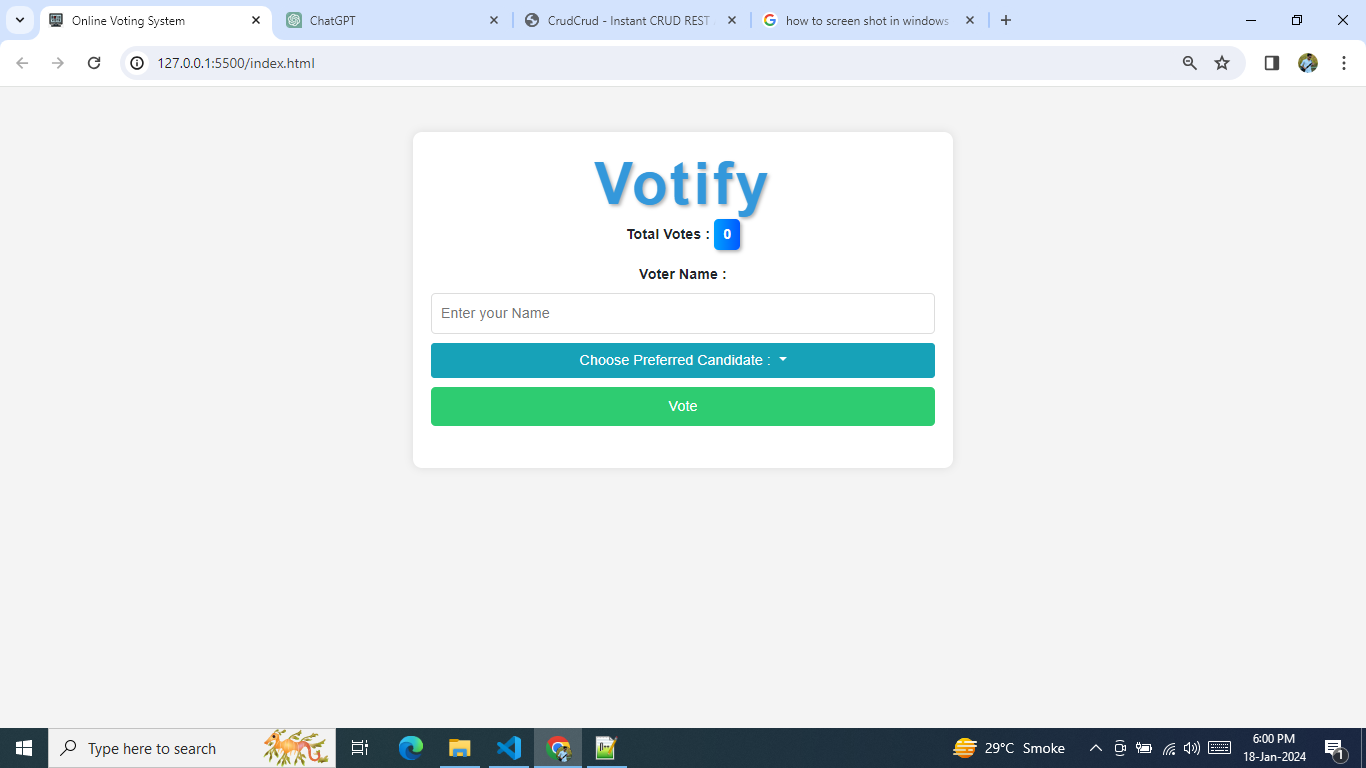 Online Voting System
ChatGPT
CrudCrud - Instant CRUD REST
how to screen shot in windows
127.0.0.1:5500/index.html
Votify
Total Votes : 0
Voter Name :
Enter your Name
Choose Preferred Candidate :
Vote
Type here to search
29°C Smoke
6:00 PM
18-Jan-2024
1